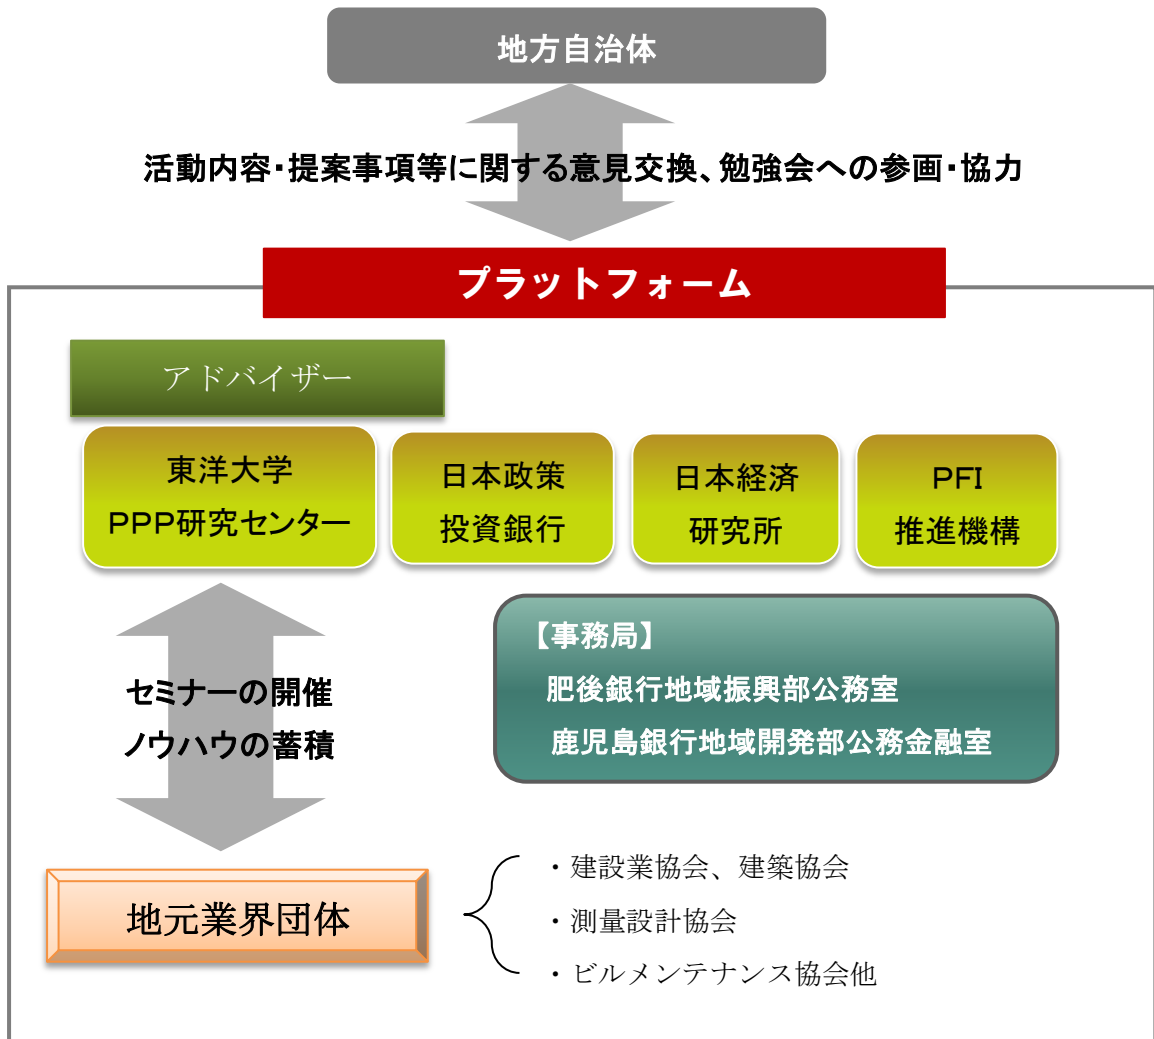 地方自治体
活動内容・提案事項等に関する意見交換、勉強会への参画・協力
プラットフォーム
アドバイザー
東洋大学
PPP研究センター
日本政策
投資銀行
日本経済
研究所
PFI
推進機構
【事務局】
肥後銀行地域振興部公務室
鹿児島銀行地域開発部公務金融室
セミナーの開催
ノウハウの蓄積
地元業界団体
・建設業協会、建築協会
・測量設計協会
・ビルメンテナンス協会他